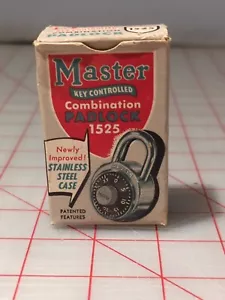 Master
KEY CONTROLLED
Combination
PADLOCK
1525
Newly
Improved!
STAINLESS
STEEL
CASE
PATENTED
FEATURES